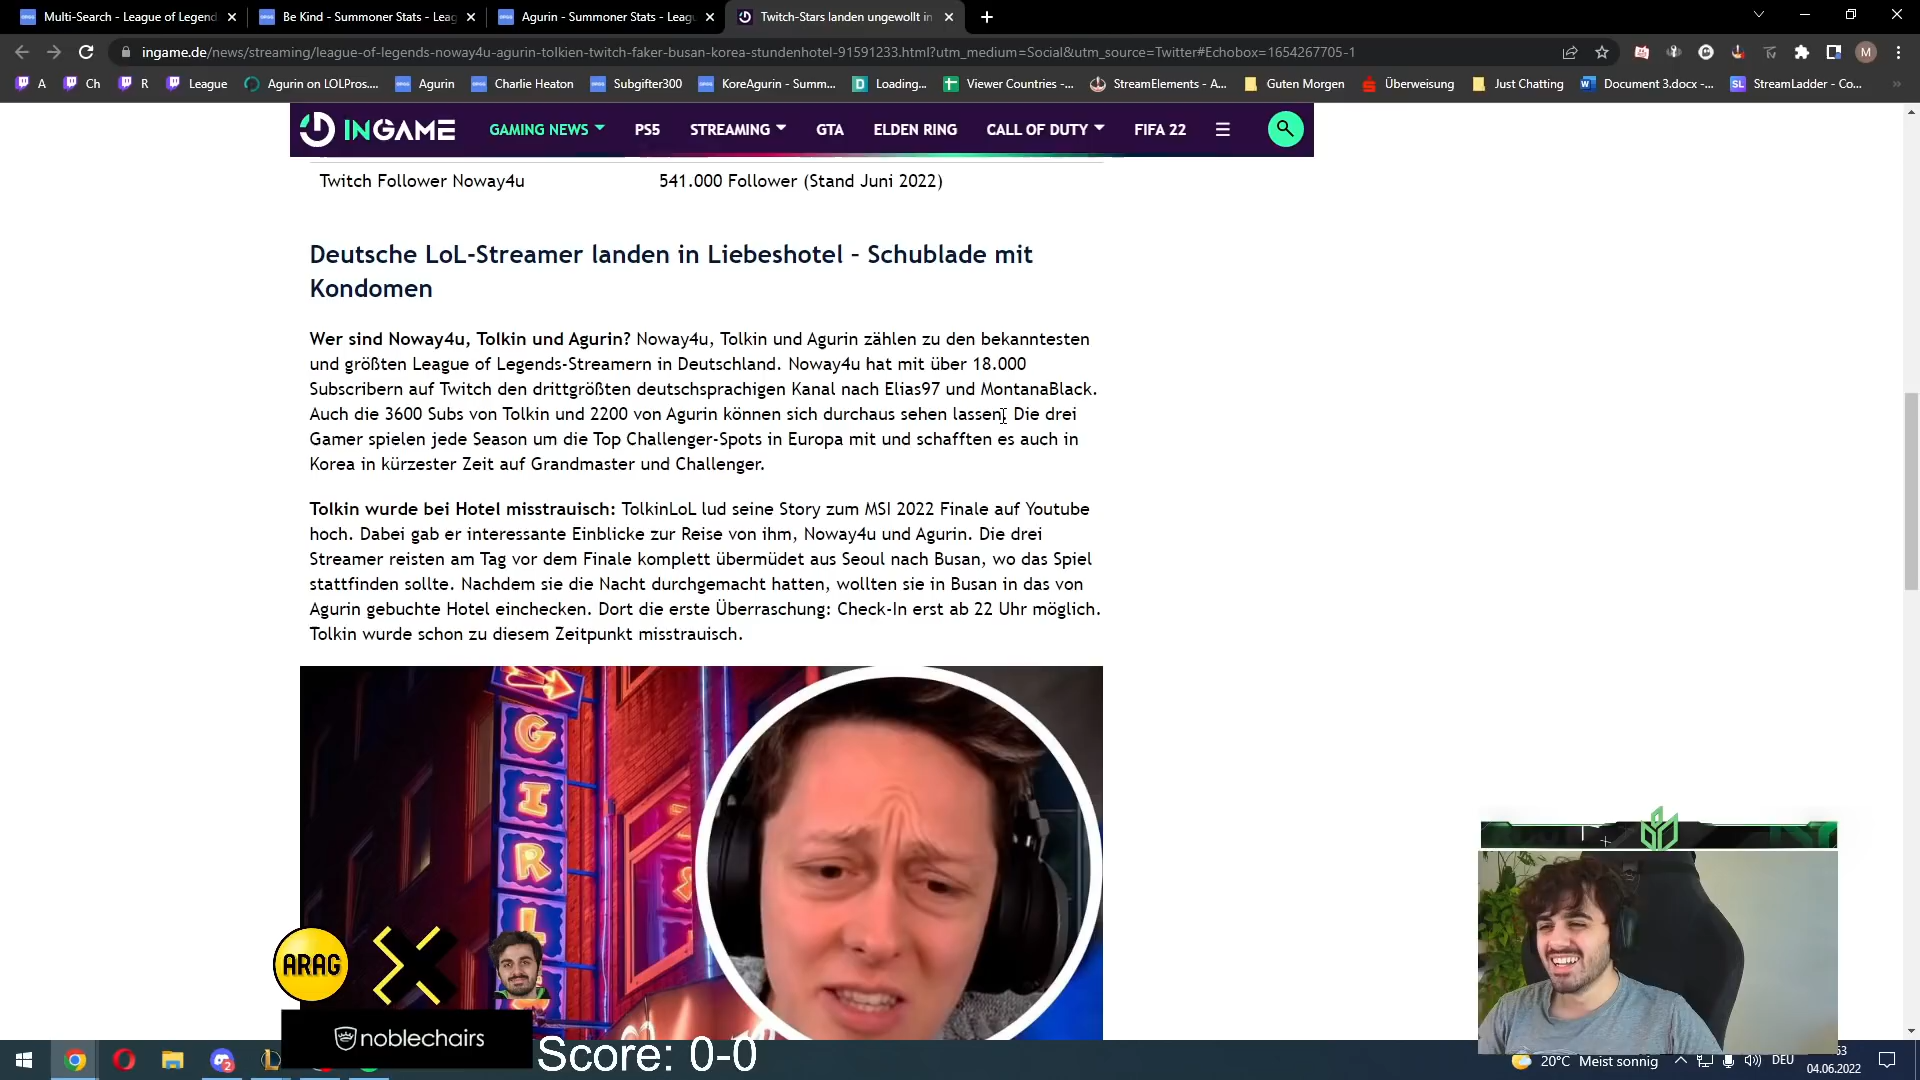 Multi-Search - League of Legend
Be Kind - Summoner Stats - Leag
Agurin - Summoner Stats - Leagu
Twitch-Stars landen ungewollt in
ingame.de/news/streaming/league-of-legends-noway4u-agurin-tolkien-twitch-faker-busan-korea-stundenhotel-91591233.html?utm_medium=Social&utm_source=Twitter#Echobox=1654267705-1
M
A
Ch
R
League
Agurin on LOLPros....
Agurin
Charlie Heaton
Subgifter300
KoreAgurin - Summ...
Loading...
Viewer Countries -...
StreamElements - A...
Guten Morgen
Überweisung
Just Chatting
Document 3.docx -...
SL StreamLadder - Co...
INGAME
GAMING NEWS
PS5
STREAMING
GTA
ELDEN RING
CALL OF DUTY
FIFA 22
Twitch Follower Noway4u 541.000 Follower (Stand Juni 2022)
Deutsche LoL-Streamer landen in Liebeshotel – Schublade mit
Kondomen
Wer sind Noway4u, Tolkin und Agurin? Noway4u, Tolkin und Agurin zählen zu den bekanntesten
und größten League of Legends-Streamern in Deutschland. Noway4u hat mit über 18.000
Subscribern auf Twitch den drittgrößten deutschsprachigen Kanal nach Elias97 und MontanaBlack.
Auch die 3600 Subs von Tolkin und 2200 von Agurin können sich durchaus sehen lassen. Die drei
Gamer spielen jede Season um die Top Challenger-Spots in Europa mit und schafften es auch in
Korea in kürzester Zeit auf Grandmaster und Challenger.
Tolkin wurde bei Hotel misstrauisch: TolkinLoL lud seine Story zum MSI 2022 Finale auf Youtube
hoch. Dabei gab er interessante Einblicke zur Reise von ihm, Noway4u und Agurin. Die drei
Streamer reisten am Tag vor dem Finale komplett übermüdet aus Seoul nach Busan, wo das Spiel
stattfinden sollte. Nachdem sie die Nacht durchgemacht hatten, wollten sie in Busan in das von
Agurin gebuchte Hotel einchecken. Dort die erste Überraschung: Check-In erst ab 22 Uhr möglich.
Tolkin wurde schon zu diesem Zeitpunkt misstrauisch.
GIRL
ARAG
noblechairs
Score: 0-0
20°C Meist sonnig
DEU
04.06.2022